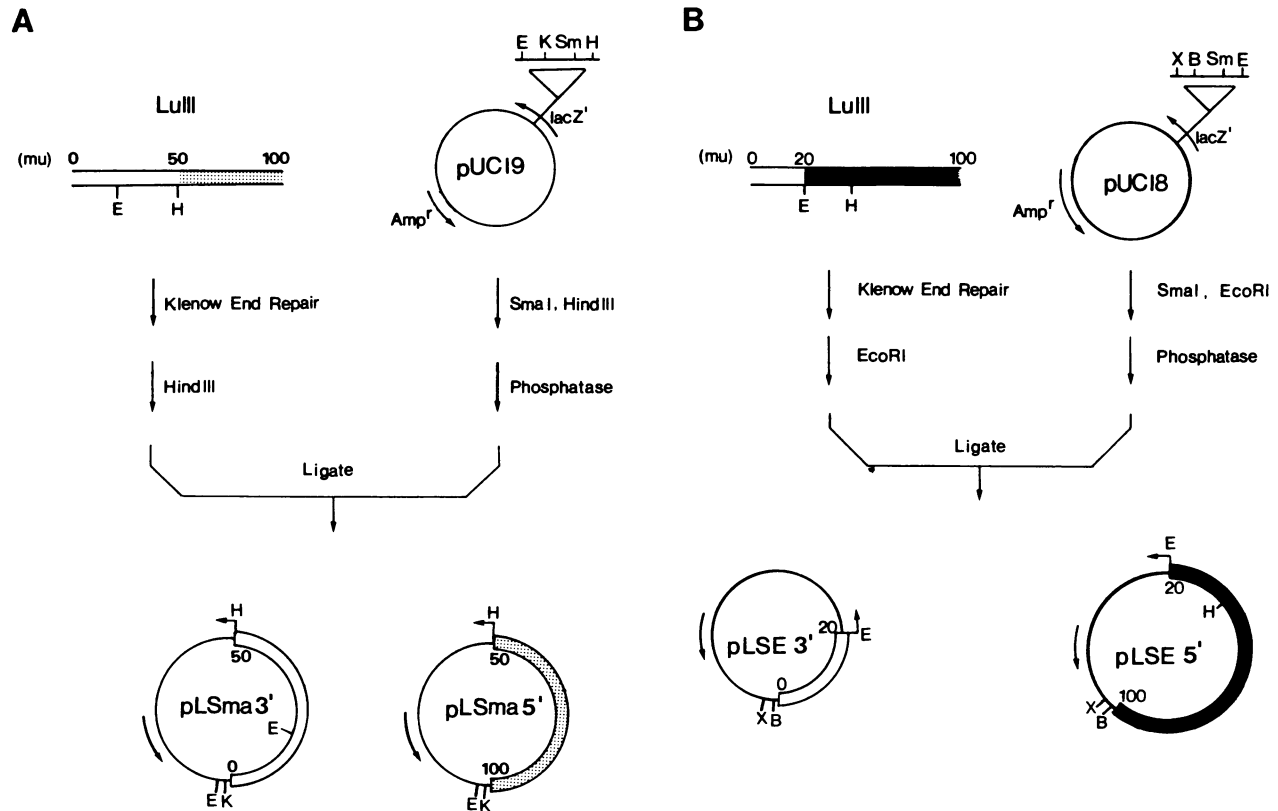 A
E K Sm H
LuIII
lacZ'
(mu) 0 50 100
pUC19
E H
Ampʳ
Klenow End Repair
SmaI, HindIII
HindIII
Phosphatase
Ligate
H
50
pLSma 3'
E
0
E K
H
50
pLSma 5'
100
E K
B
X B Sm E
LuIII
lacZ'
(mu) 0 20 100
pUC18
E H
Ampʳ
Klenow End Repair
SmaI, EcoRI
EcoRI
Phosphatase
Ligate
20 E
pLSE 3'
0
X B
E
20
H
pLSE 5'
100
X
B